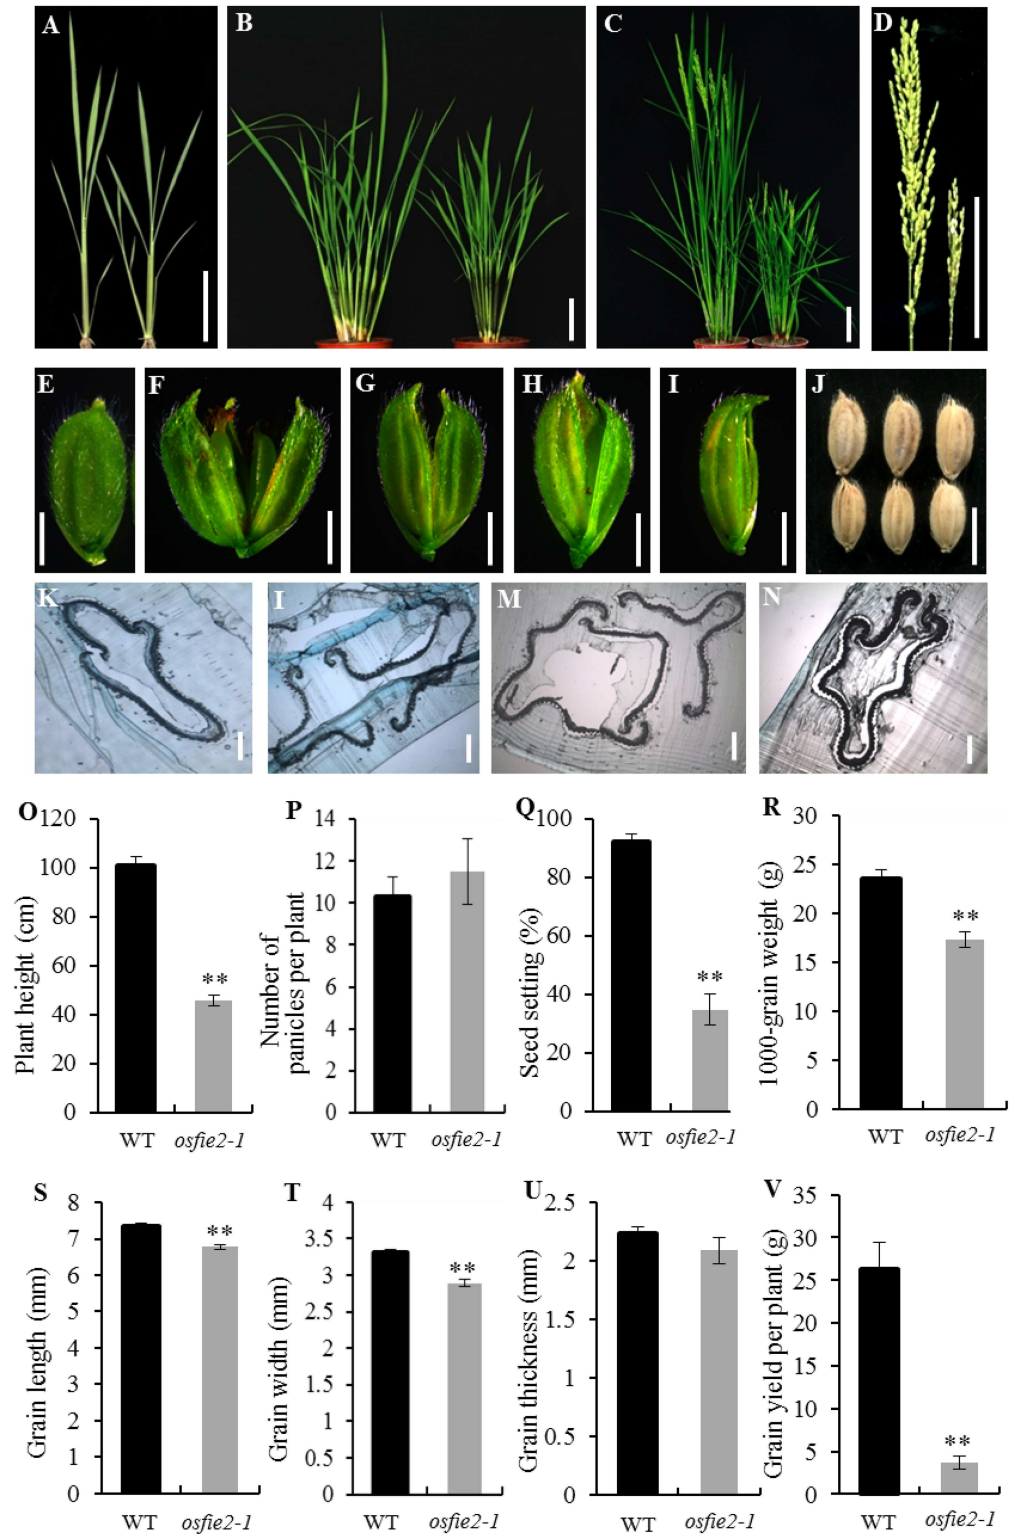 A B C D
E F G H I J
K I M N
O P Q R
120 100 80 60 40 20 0
Plant height (cm)
**
WT osfie2-1
14 12 10 8 6 4 2 0
Number of
panicles per plant
WT osfie2-1
100 80 60 40 20 0
Seed setting (%)
**
WT osfie2-1
30 25 20 15 10 5 0
1000-grain weight (g)
**
WT osfie2-1
S T U V
8 7 6 5 4 3 2 1 0
Grain length (mm)
**
WT osfie2-1
4 3.5 3 2.5 2 1.5 1 0.5 0
Grain width (mm)
**
WT osfie2-1
2.5 2 1.5 1 0.5 0
Grain thickness (mm)
WT osfie2-1
35 30 25 20 15 10 5 0
Grain yield per plant (g)
**
WT osfie2-1